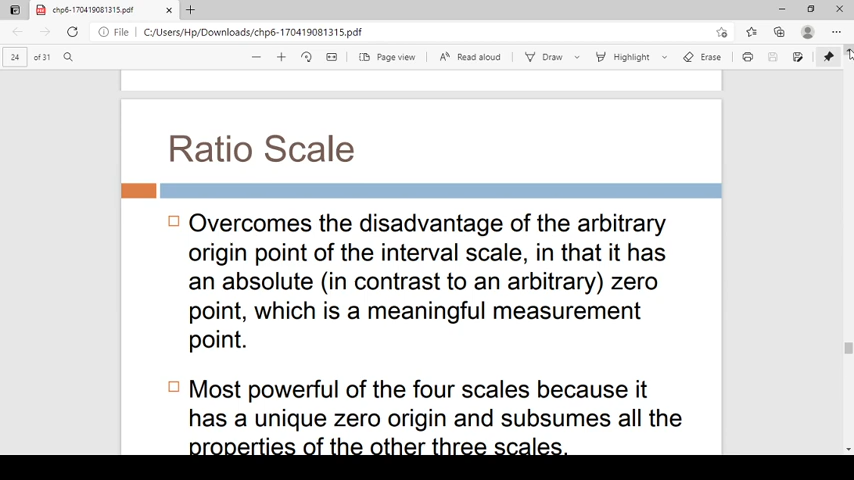 chp6-170419081315.pdf
File
C:/Users/Hp/Downloads/chp6-170419081315.pdf
24 of 31
Page view
Read aloud
Draw
Highlight
Erase
Ratio Scale
Overcomes the disadvantage of the arbitrary
origin point of the interval scale, in that it has
an absolute (in contrast to an arbitrary) zero
point, which is a meaningful measurement
point.
Most powerful of the four scales because it
has a unique zero origin and subsumes all the
properties of the other three scales.